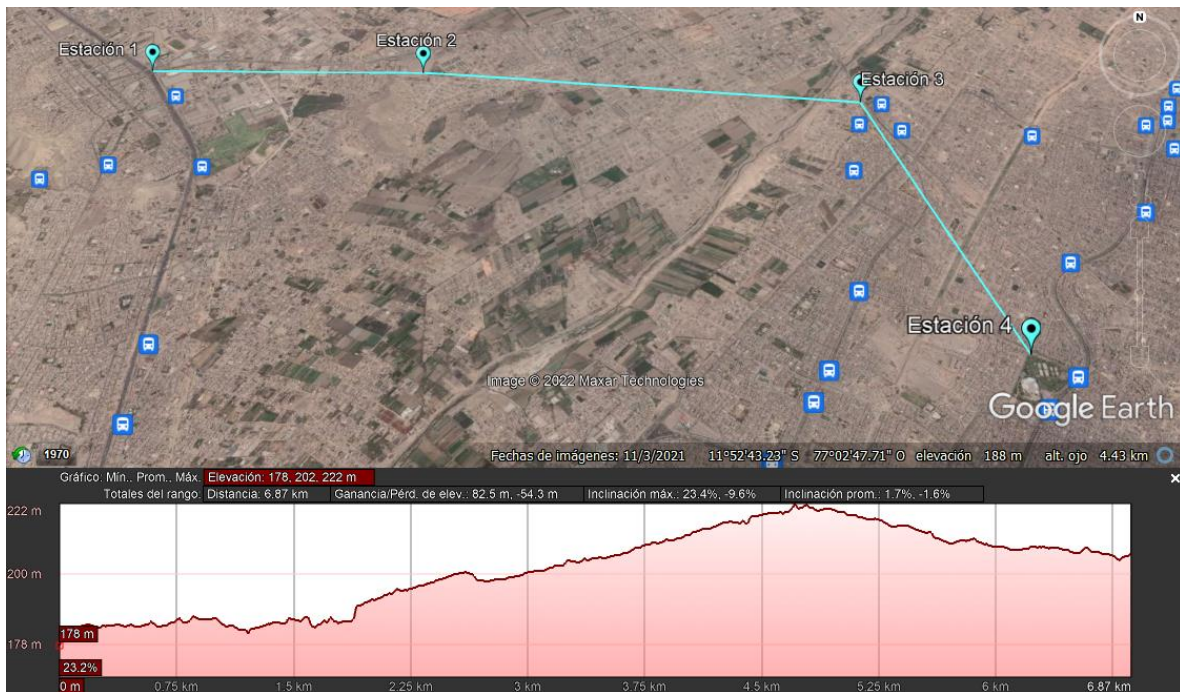 N
Estación 1
Estación 2
Estación 3
Estación 4
Image © 2022 Maxar Technologies
Google Earth
1970
Fechas de imágenes: 11/3/2021 11°52'43.23" S 77°02'47.71" O elevación 188 m alt. ojo 4.43 km
Gráfico: Mín., Prom., Máx. Elevación: 178, 202, 222 m
Totales del rango: Distancia: 6.87 km Ganancia/Pérd. de elev.: 82.5 m, -54.3 m Inclinación máx.: 23.4%, -9.6% Inclinación prom.: 1.7%, -1.6%
222 m
200 m
178 m
178 m
23.2%
0 m 0.75 km 1.5 km 2.25 km 3 km 3.75 km 4.5 km 5.25 km 6 km 6.87 km